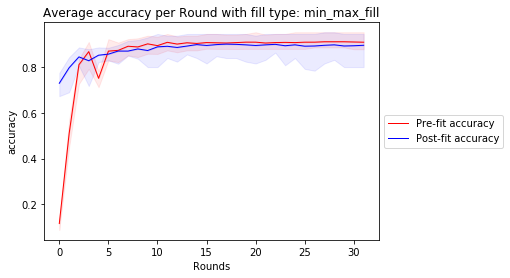 Average accuracy per Round with fill type: min_max_fill
accuracy
0.8
0.6
0.4
0.2
0
5
10
15
20
25
30
Rounds
Pre-fit accuracy
Post-fit accuracy